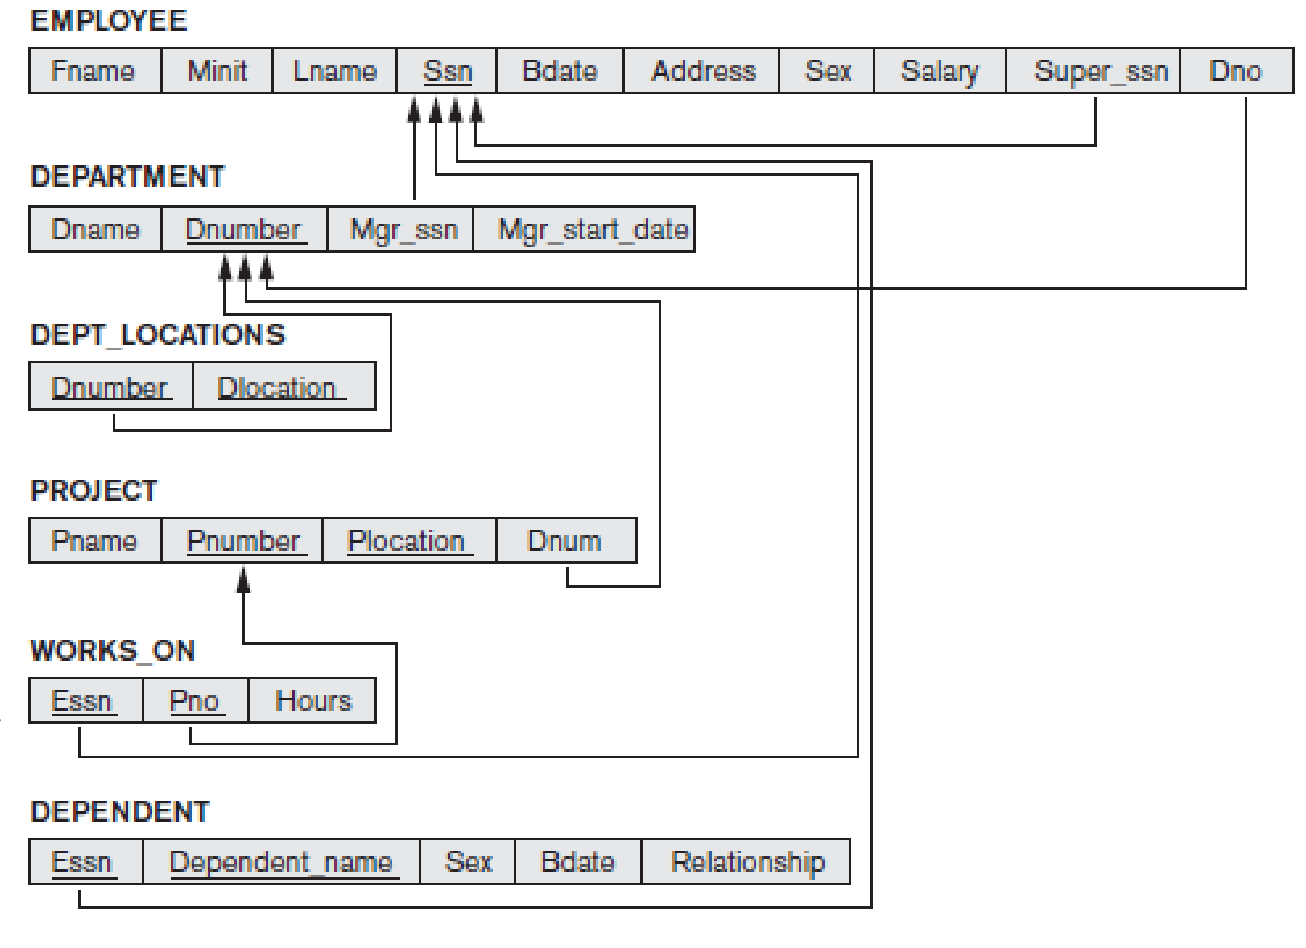 EMPLOYEE
Fname Minit Lname Ssn Bdate Address Sex Salary Super_ssn Dno
DEPARTMENT
Dname Dnumber Mgr_ssn Mgr_start_date
DEPT_LOCATIONS
Dnumber Dlocation
PROJECT
Pname Pnumber Plocation Dnum
WORKS_ON
Essn Pno Hours
DEPENDENT
Essn Dependent_name Sex Bdate Relationship